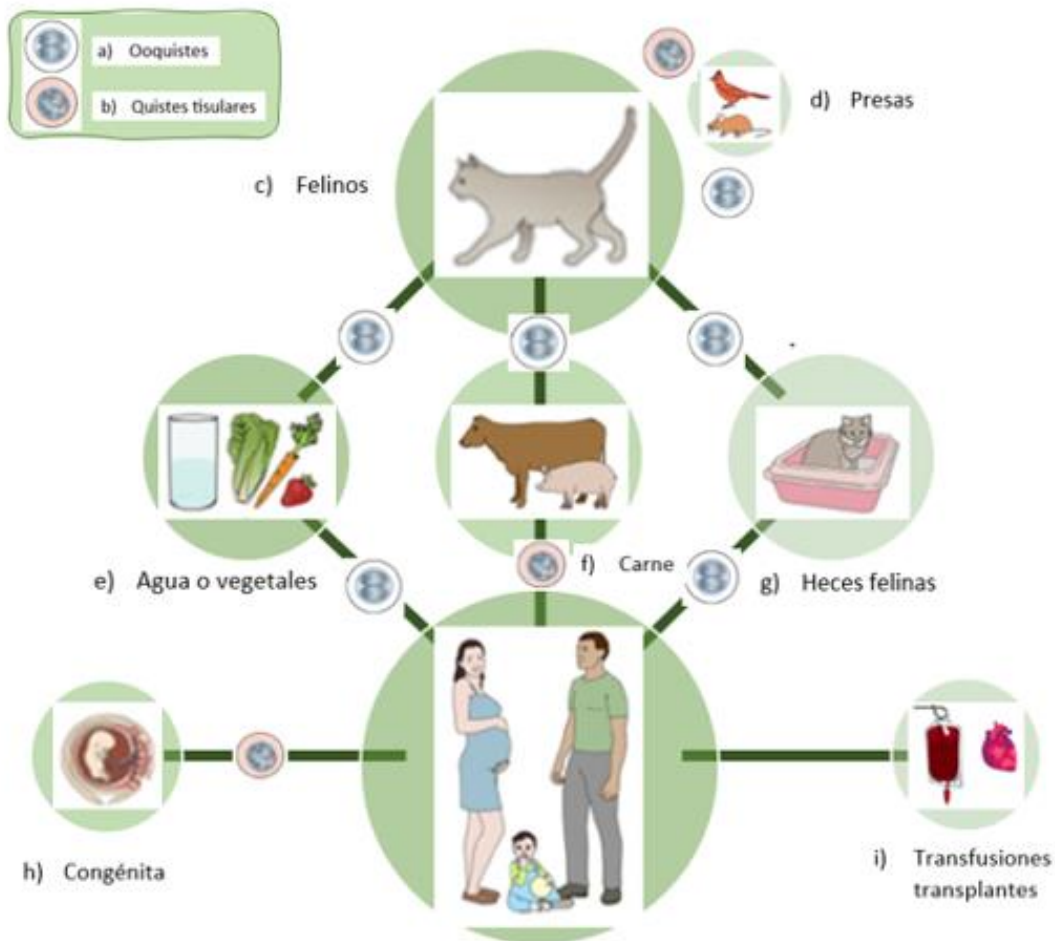 a) Ooquistes
b) Quistes tisulares
d) Presas
c) Felinos
e) Agua o vegetales
f) Carne
g) Heces felinas
h) Congénita
i) Transfusiones
transplantes